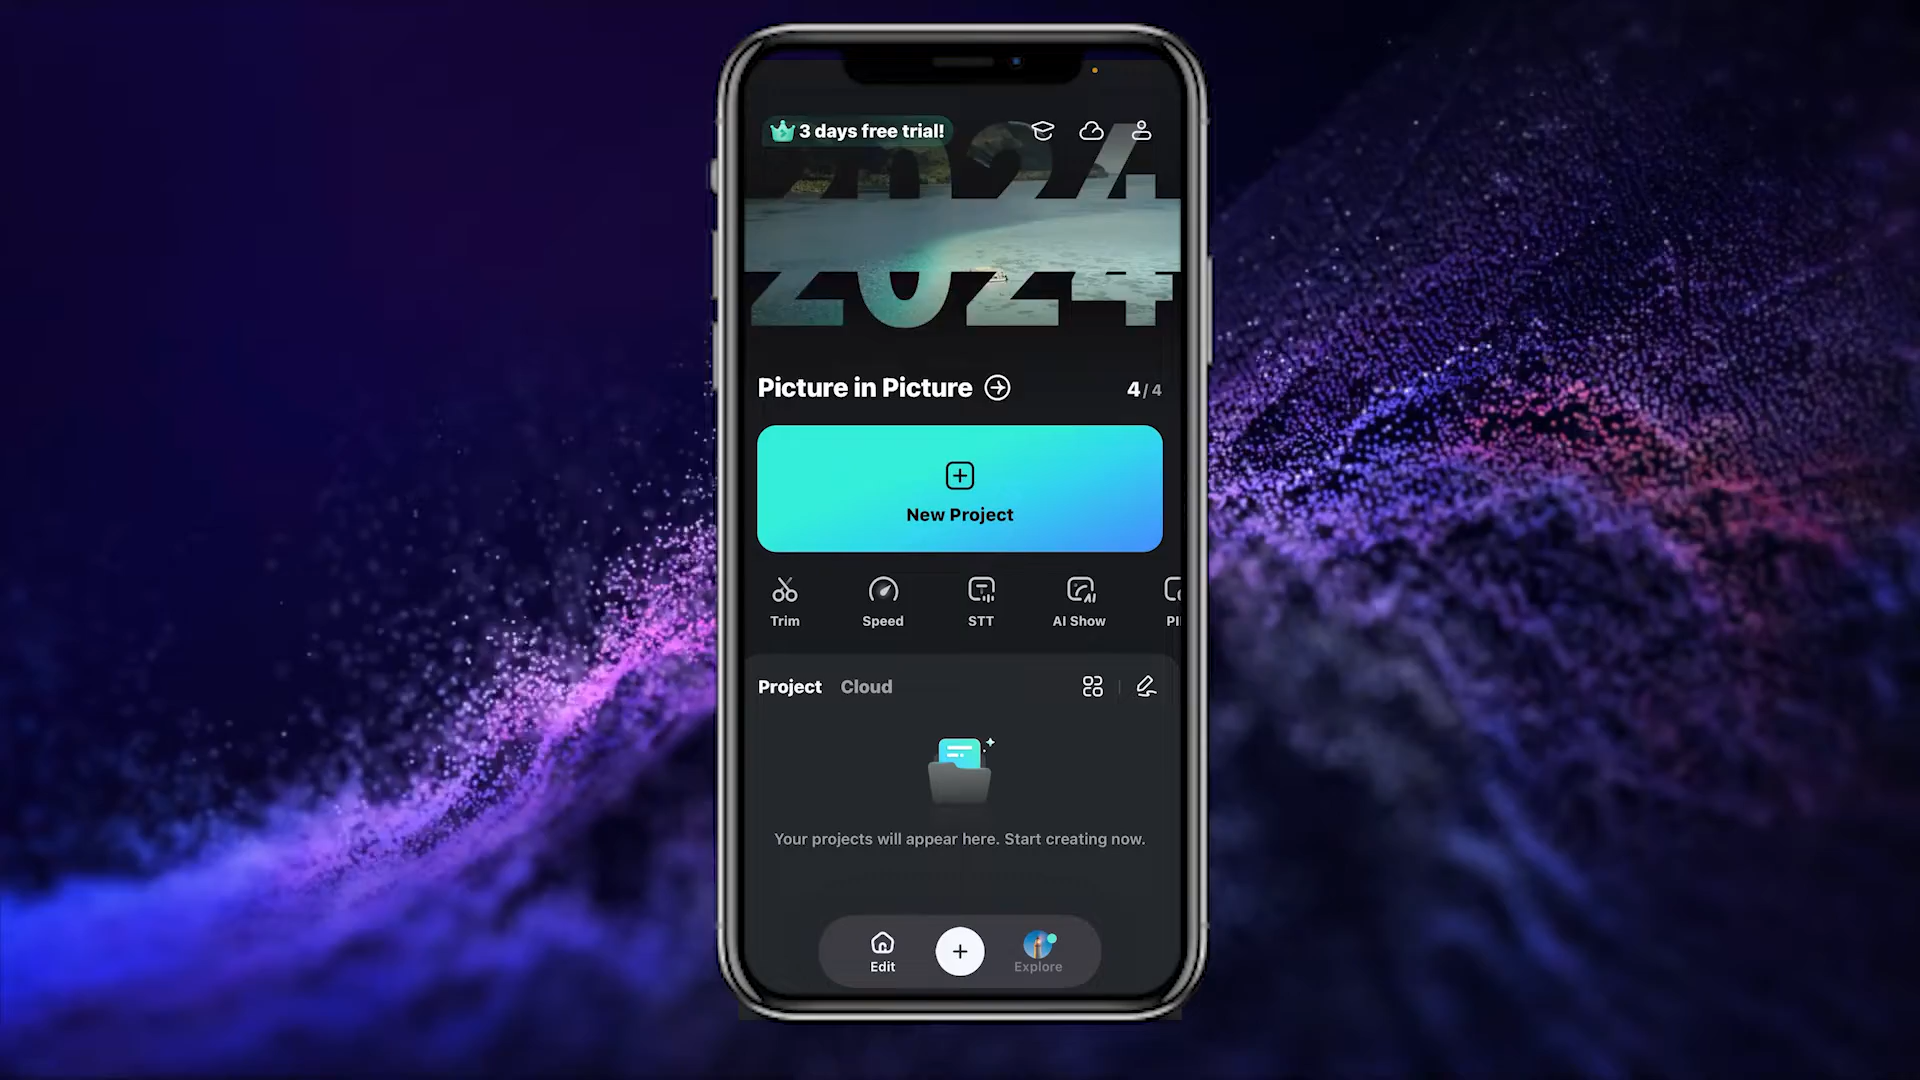 3 days free trial!
2024
2024
Picture in Picture
4/4
New Project
Trim
Speed
STT
AI Show
Project
Cloud
Your projects will appear here. Start creating now.
Edit
Explore